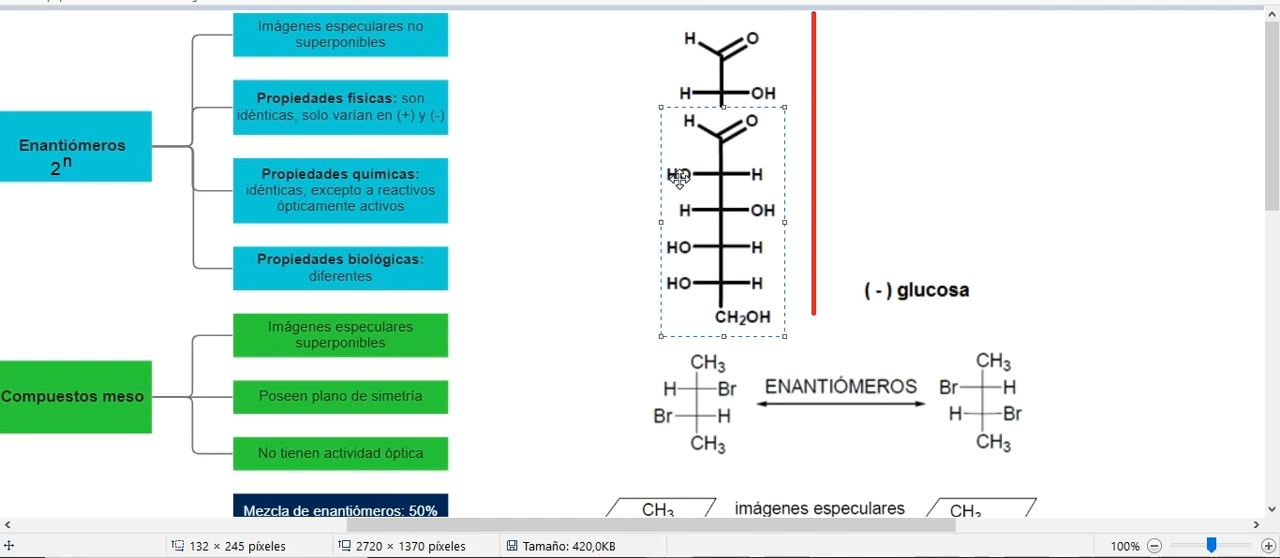 Imágenes especulares no
superponibles
Propiedades físicas: son
idénticas, solo varían en (+) y (-)
Enantiómeros
2n
Propiedades químicas:
idénticas, excepto a reactivos
ópticamente activos
Propiedades biológicas:
diferentes
Imágenes especulares
superponibles
Compuestos meso
Poseen plano de simetría
No tienen actividad óptica
Mezcla de enantiómeros: 50%
H O
H OH
H O
HO H
H OH
HO H
HO H
CH2OH
( - ) glucosa
CH3
H Br
Br H
CH3
ENANTIÓMEROS
CH3
Br H
H Br
CH3
CH3 imágenes especulares CH3
132 × 245 píxeles
2720 × 1370 píxeles
Tamaño: 420,0KB
100%